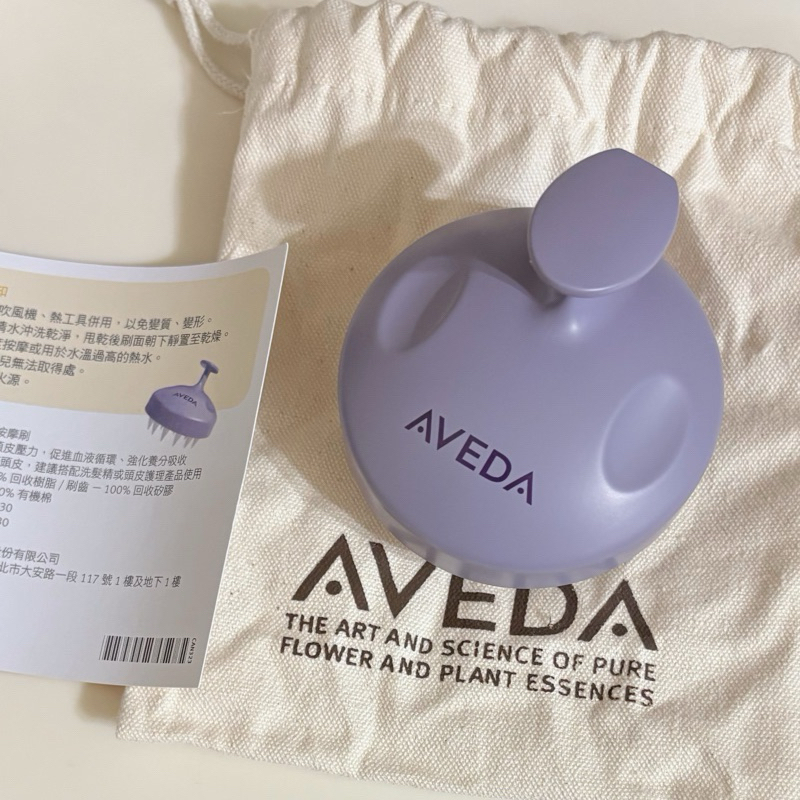 印
吹風機、熱工具併用，以免變質、變形。
清水沖洗乾淨，甩乾後刷面朝下靜置至乾燥。
按摩或用於水溫過高的熱水。
兒無法取得處。
火源。
AVEDA
按摩刷
頭皮壓力，促進血液循環、強化養分吸收
頭皮，建議搭配洗髮精或頭皮護理產品使用
% 回收樹脂 / 刷齒 – 100% 回收矽膠
0% 有機棉
30
30
份有限公司
北市大安路一段 117 號 1 樓及地下 1 樓
CAN323
AVEDA
AVEDA
THE ART AND SCIENCE OF PURE
FLOWER AND PLANT ESSENCES